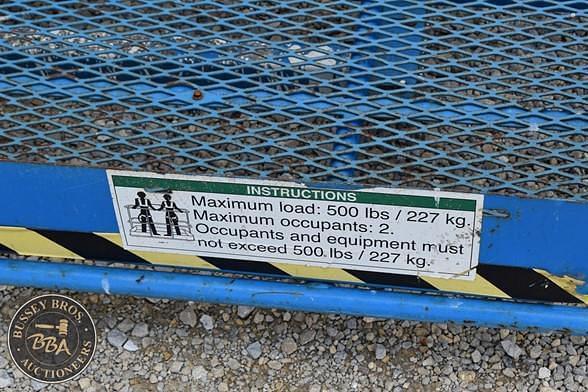 INSTRUCTIONS
Maximum load: 500 lbs / 227 kg
Maximum occupants: 2.
Occupants and equipment must
not exceed 500 lbs / 227 kg.
BUSSEY BROS.
BBA
AUCTIONEERS